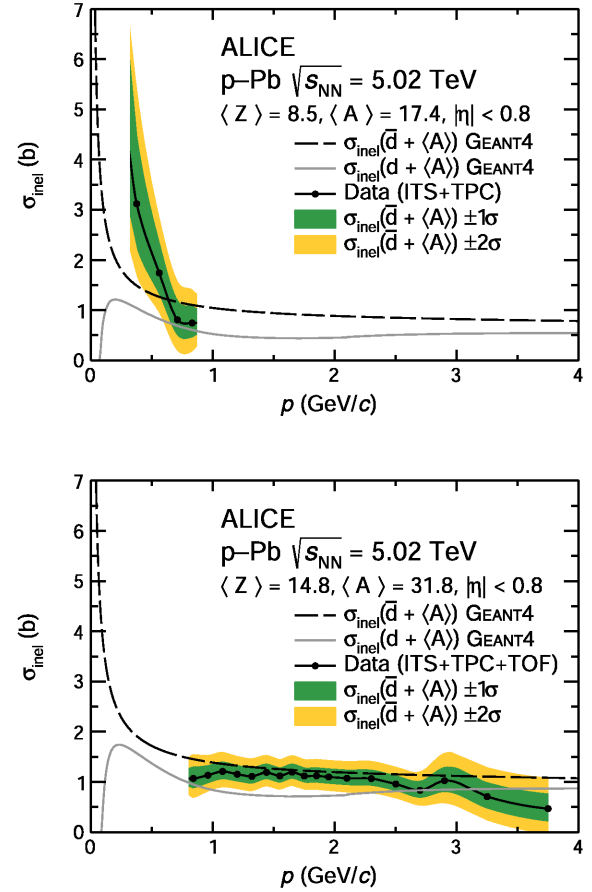 7
6
5
4
3
2
1
0
σinel (b)
ALICE
p–Pb √sNN = 5.02 TeV
⟨ Z ⟩ = 8.5, ⟨ A ⟩ = 17.4, |η| < 0.8
σinel(d̅ + ⟨A⟩) GEANT4
σinel(d + ⟨A⟩) GEANT4
Data (ITS+TPC)
σinel(d̅ + ⟨A⟩) ±1σ
σinel(d̅ + ⟨A⟩) ±2σ
0 1 2 3 4
p (GeV/c)
7
6
5
4
3
2
1
0
σinel (b)
ALICE
p–Pb √sNN = 5.02 TeV
⟨ Z ⟩ = 14.8, ⟨ A ⟩ = 31.8, |η| < 0.8
σinel(d̅ + ⟨A⟩) GEANT4
σinel(d + ⟨A⟩) GEANT4
Data (ITS+TPC+TOF)
σinel(d̅ + ⟨A⟩) ±1σ
σinel(d̅ + ⟨A⟩) ±2σ
0 1 2 3 4
p (GeV/c)